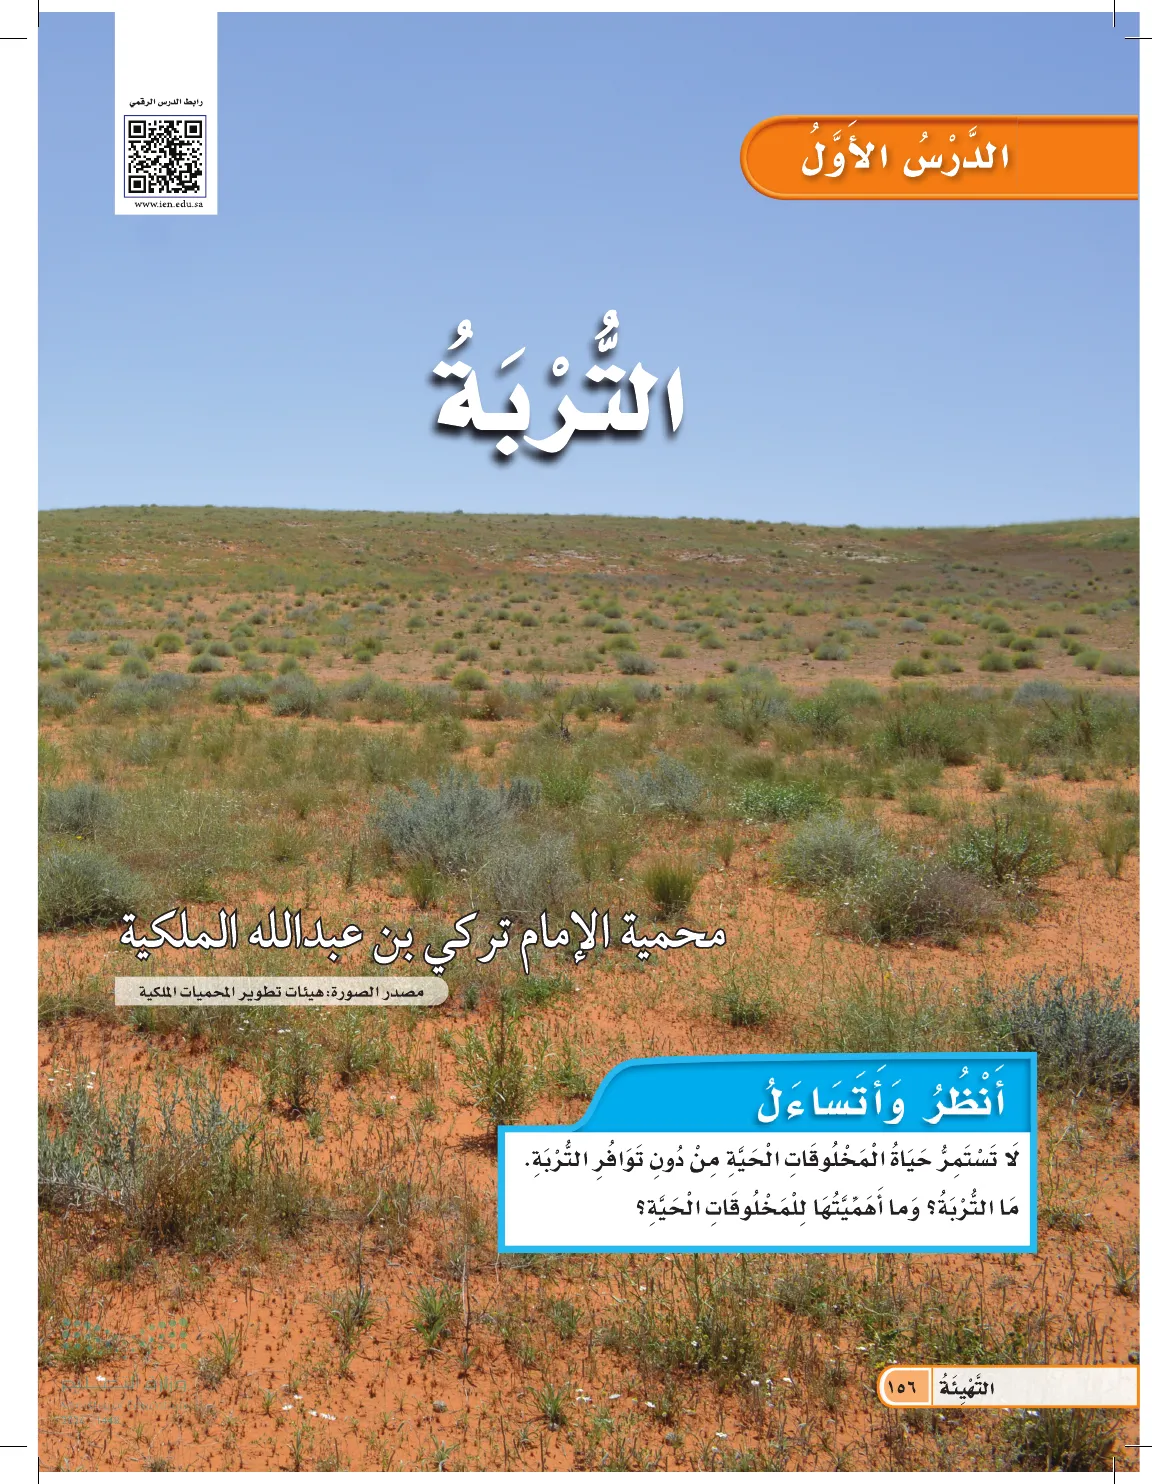 رابط الدرس الرقمي
www.ien.edu.sa
الدَّرْسُ الأَوَّلُ
التُّرْبَةُ
محمية الإمام تركي بن عبدالله الملكية
مصدر الصورة: هيئات تطوير المحميات الملكية
أَنْظُرُ وَأَتَسَاءَلُ
لَا تَسْتَمِرُّ حَيَاةُ الْمَخْلُوقَاتِ الْحَيَّةِ مِنْ دُونِ تَوَافُرِ التُّرْبَةِ.
مَا التُّرْبَةُ؟ وَما أَهَمِّيَّتُهَا لِلْمَخْلُوقَاتِ الْحَيَّةِ؟
التَّهْيِئَةُ
١٥٦